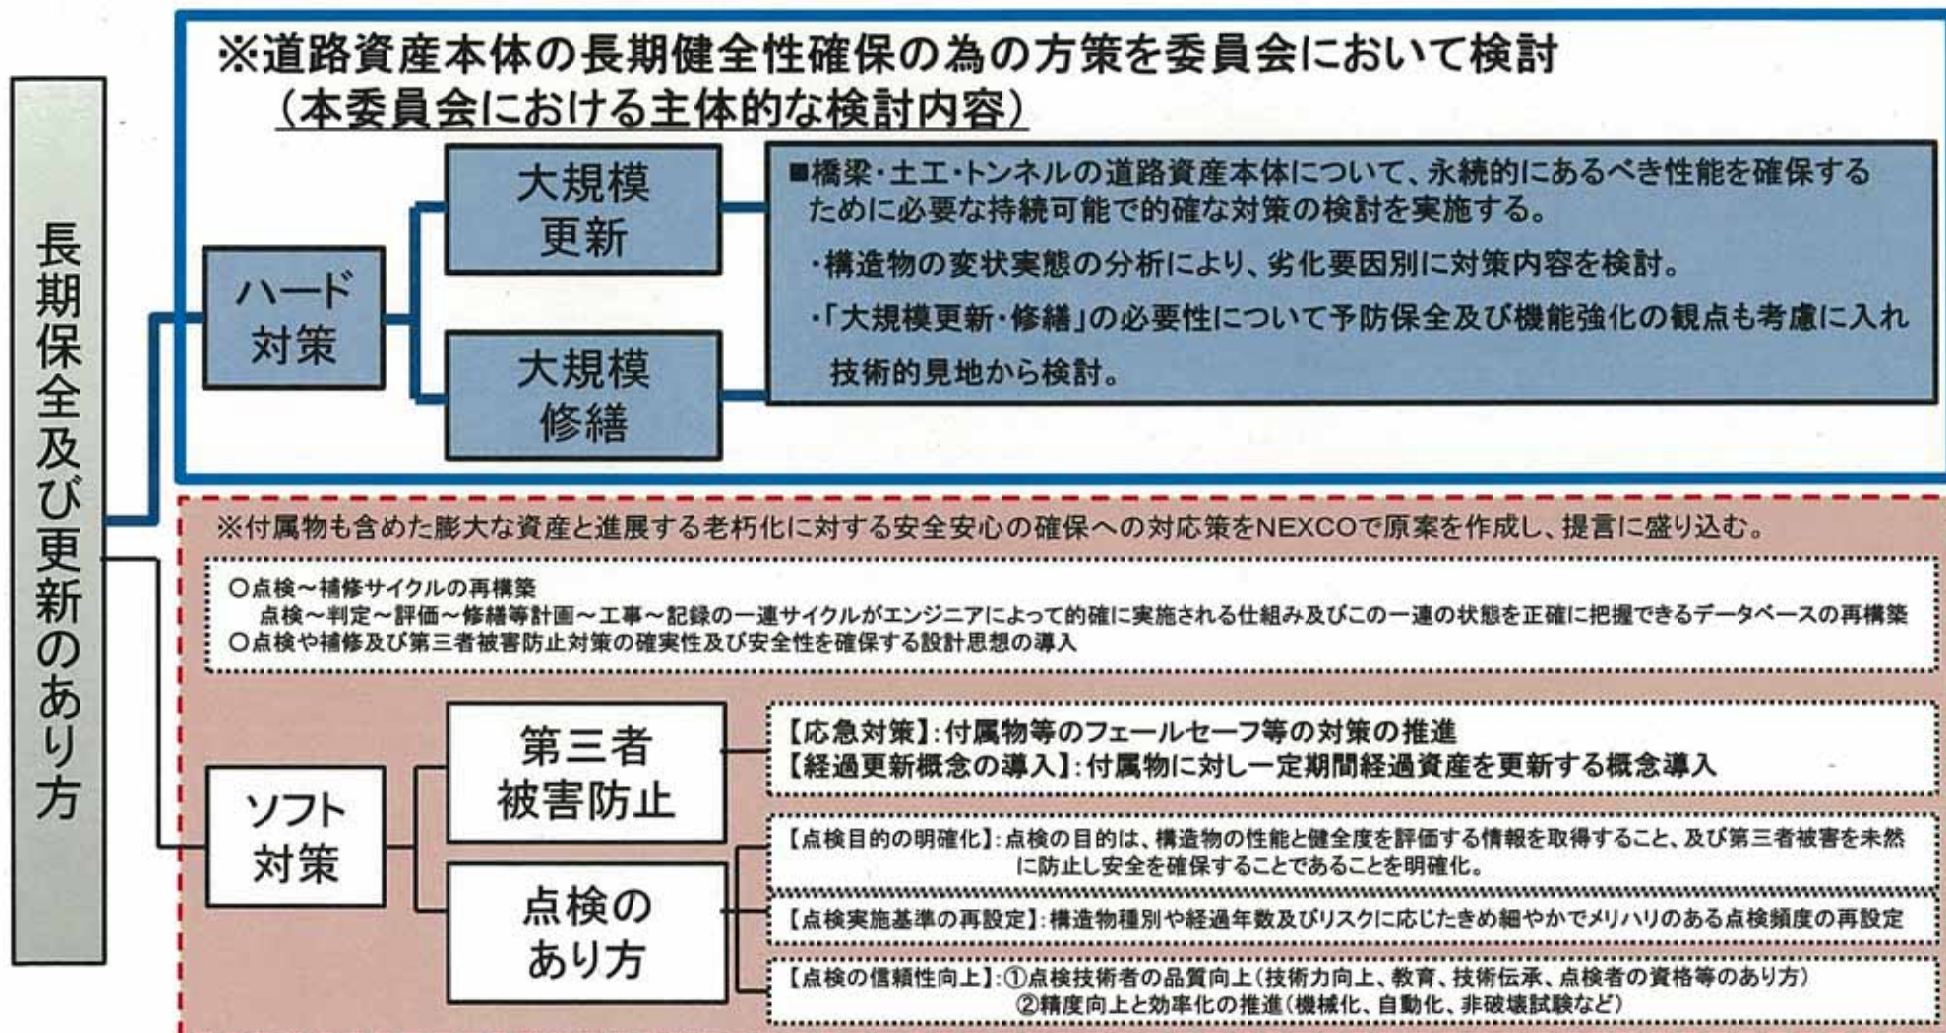 長期保全及び更新のあり方
※道路資産本体の長期健全性確保の為の方策を委員会において検討
（本委員会における主体的な検討内容）
ハード
対策
大規模
更新
大規模
修繕
■橋梁・土工・トンネルの道路資産本体について、永続的にあるべき性能を確保する
ために必要な持続可能で的確な対策の検討を実施する。
・構造物の変状実態の分析により、劣化要因別に対策内容を検討。
・「大規模更新・修繕」の必要性について予防保全及び機能強化の観点も考慮に入れ
技術的見地から検討。
※付属物も含めた膨大な資産と進展する老朽化に対する安全安心の確保への対応策をNEXCOで原案を作成し、提言に盛り込む。
○点検～補修サイクルの再構築
点検～判定～評価～修繕等計画～工事～記録の一連サイクルがエンジニアによって的確に実施される仕組み及びこの一連の状態を正確に把握できるデータベースの再構築
○点検や補修及び第三者被害防止対策の確実性及び安全性を確保する設計思想の導入
ソフト
対策
第三者
被害防止
【応急対策】：付属物等のフェールセーフ等の対策の推進
【経過更新概念の導入】：付属物に対し一定期間経過資産を更新する概念導入
点検の
あり方
【点検目的の明確化】：点検の目的は、構造物の性能と健全度を評価する情報を取得すること、及び第三者被害を未然
に防止し安全を確保することであることを明確化。
【点検実施基準の再設定】：構造物種別や経過年数及びリスクに応じたきめ細やかでメリハリのある点検頻度の再設定
【点検の信頼性向上】：①点検技術者の品質向上（技術力向上、教育、技術伝承、点検者の資格等のあり方）
②精度向上と効率化の推進（機械化、自動化、非破壊試験など）